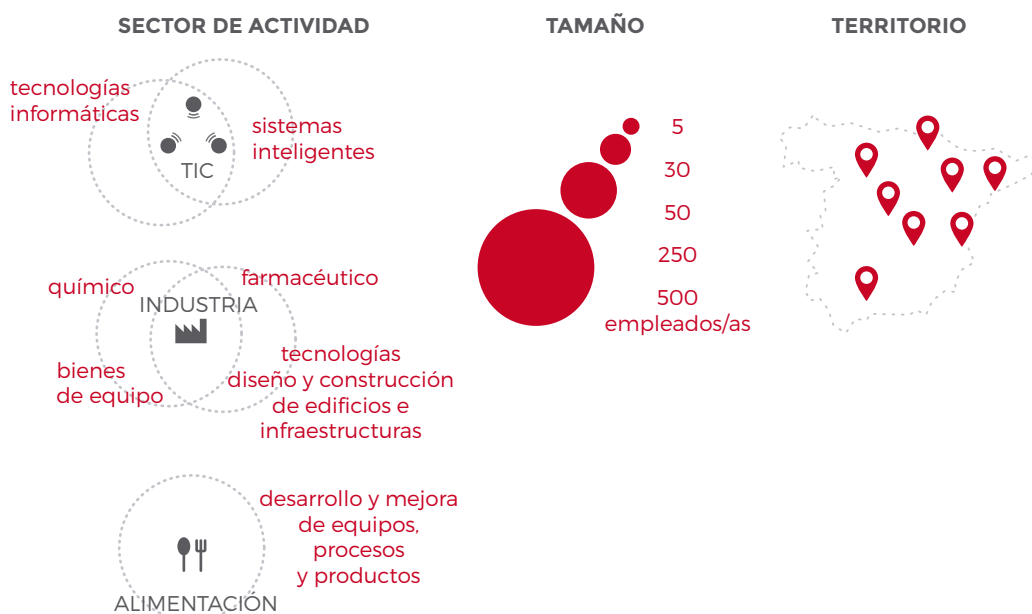 SECTOR DE ACTIVIDAD
tecnologías
informáticas
sistemas
inteligentes
TIC
químico
farmacéutico
INDUSTRIA
bienes
de equipo
tecnologías
diseño y construcción
de edificios e
infraestructuras
desarrollo y mejora
de equipos,
procesos
y productos
ALIMENTACIÓN
TAMAÑO
5
30
50
250
500
empleados/as
TERRITORIO